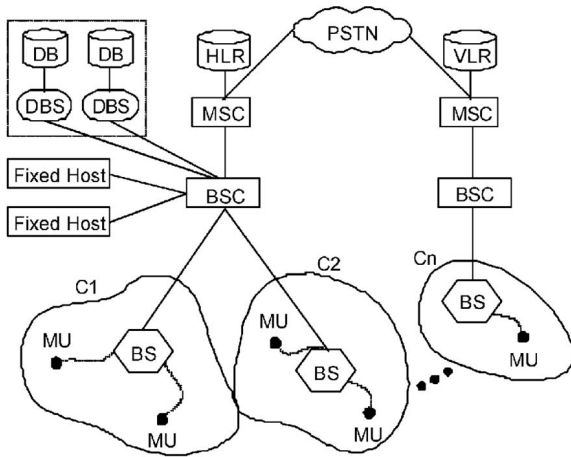 DB DB HLR PSTN VLR
DBS DBS MSC MSC
Fixed Host
BSC BSC
Fixed Host
C1 C2 Cn
BS
MU MU BS MU
BS
MU MU